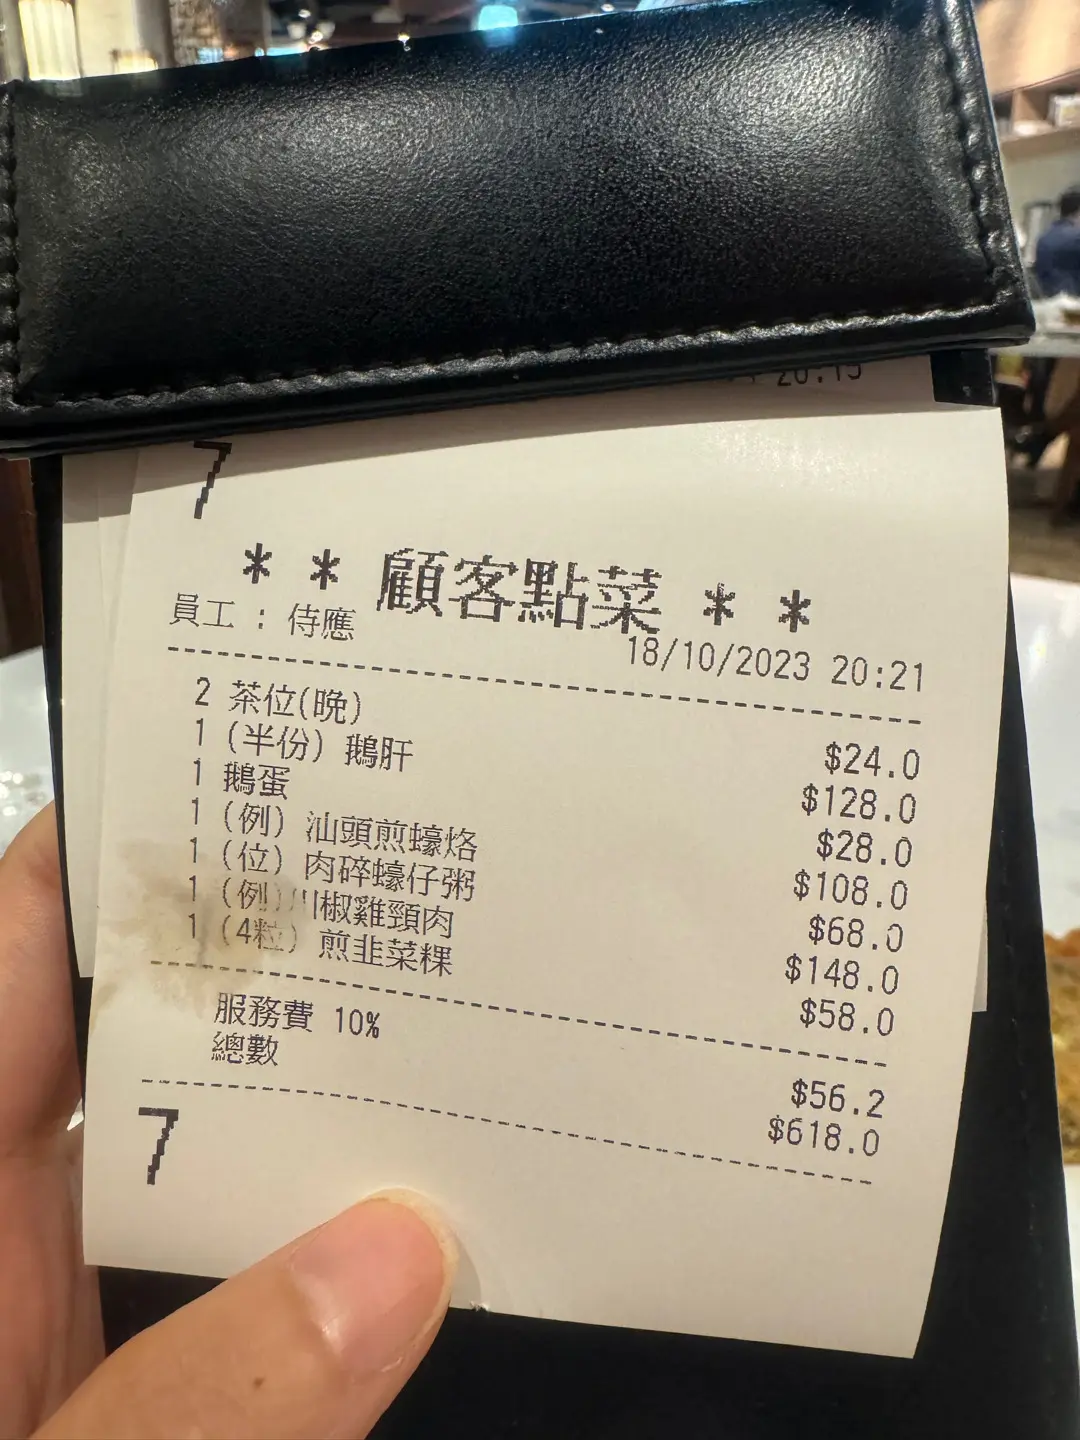 20:15
7
* * 顧客點菜 * *
員工 : 侍應
18/10/2023 20:21
2 茶位(晚) $24.0
1 (半份) 鵝肝 $128.0
1 鵝蛋 $28.0
1 (例) 汕頭煎蠔烙 $108.0
1 (位) 肉碎蠔仔粥 $68.0
1 (例) 川椒雞頸肉 $148.0
1 (4粒) 煎韭菜粿 $58.0
服務費 10% $56.2
總數 $618.0
7